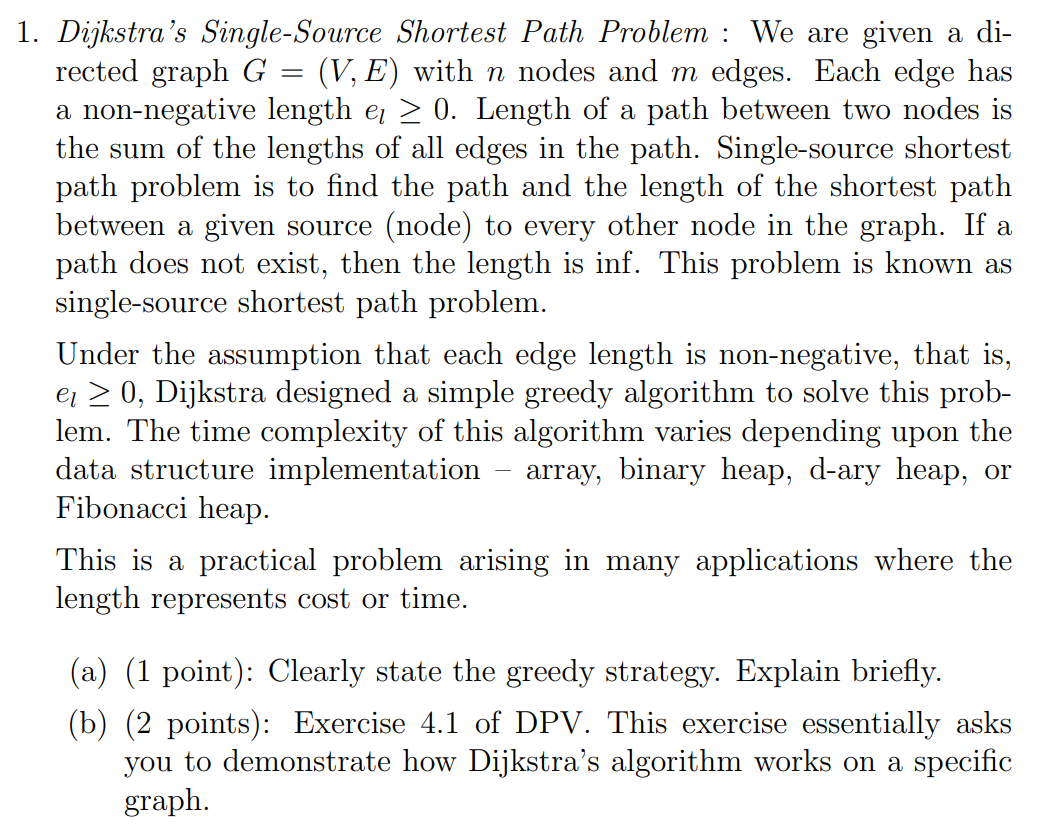 1. Dijkstra's Single-Source Shortest Path Problem : We are given a di-
rected graph G = (V, E) with n nodes and m edges. Each edge has
a non-negative length e_l ≥ 0. Length of a path between two nodes is
the sum of the lengths of all edges in the path. Single-source shortest
path problem is to find the path and the length of the shortest path
between a given source (node) to every other node in the graph. If a
path does not exist, then the length is inf. This problem is known as
single-source shortest path problem.
Under the assumption that each edge length is non-negative, that is,
e_l ≥ 0, Dijkstra designed a simple greedy algorithm to solve this prob-
lem. The time complexity of this algorithm varies depending upon the
data structure implementation – array, binary heap, d-ary heap, or
Fibonacci heap.
This is a practical problem arising in many applications where the
length represents cost or time.
(a) (1 point): Clearly state the greedy strategy. Explain briefly.
(b) (2 points): Exercise 4.1 of DPV. This exercise essentially asks
you to demonstrate how Dijkstra's algorithm works on a specific
graph.